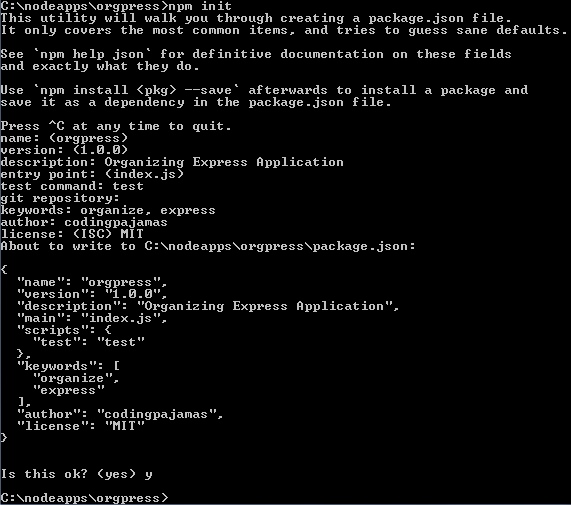 C:\nodeapps\orgpress>npm init
This utility will walk you through creating a package.json file.
It only covers the most common items, and tries to guess sane defaults.
See `npm help json` for definitive documentation on these fields
and exactly what they do.
Use `npm install <pkg> --save` afterwards to install a package and
save it as a dependency in the package.json file.
Press ^C at any time to quit.
name: (orgpress)
version: (1.0.0)
description: Organizing Express Application
entry point: (index.js)
test command: test
git repository:
keywords: organize, express
author: codingpajamas
license: (ISC) MIT
About to write to C:\nodeapps\orgpress\package.json:
{
  "name": "orgpress",
  "version": "1.0.0",
  "description": "Organizing Express Application",
  "main": "index.js",
  "scripts": {
    "test": "test"
  },
  "keywords": [
    "organize",
    "express"
  ],
  "author": "codingpajamas",
  "license": "MIT"
}
Is this ok? (yes) y
C:\nodeapps\orgpress>